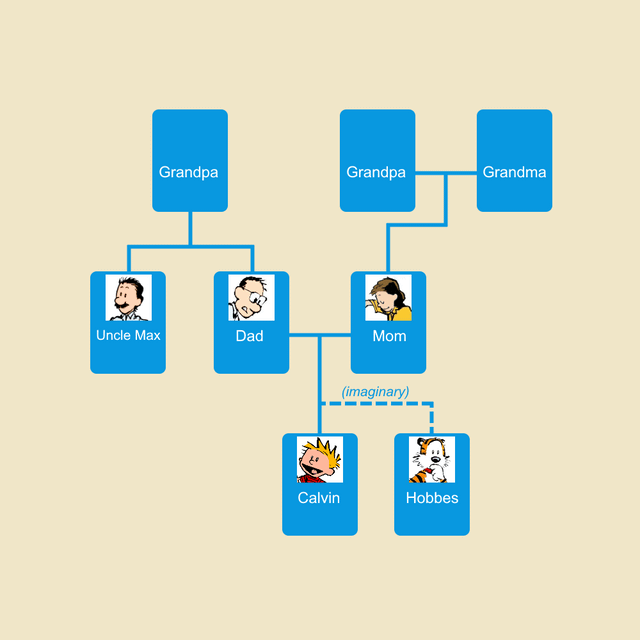 Grandpa
Grandpa
Grandma
Uncle Max
Dad
Mom
(imaginary)
Calvin
Hobbes